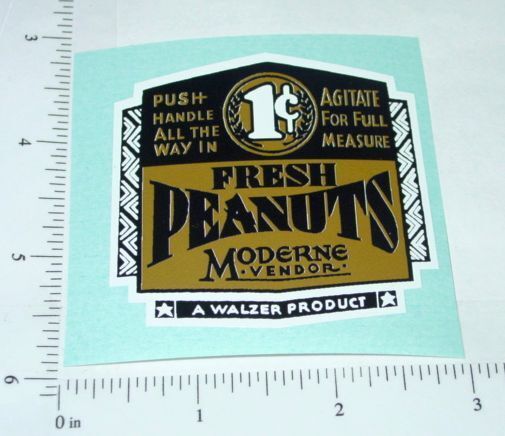 PUSH
HANDLE
ALL THE
WAY IN
1¢
AGITATE
FOR FULL
MEASURE
FRESH
PEANUTS
MODERNE
·VENDOR·
A WALZER PRODUCT
3
4
5
6
0 in
1
2
3